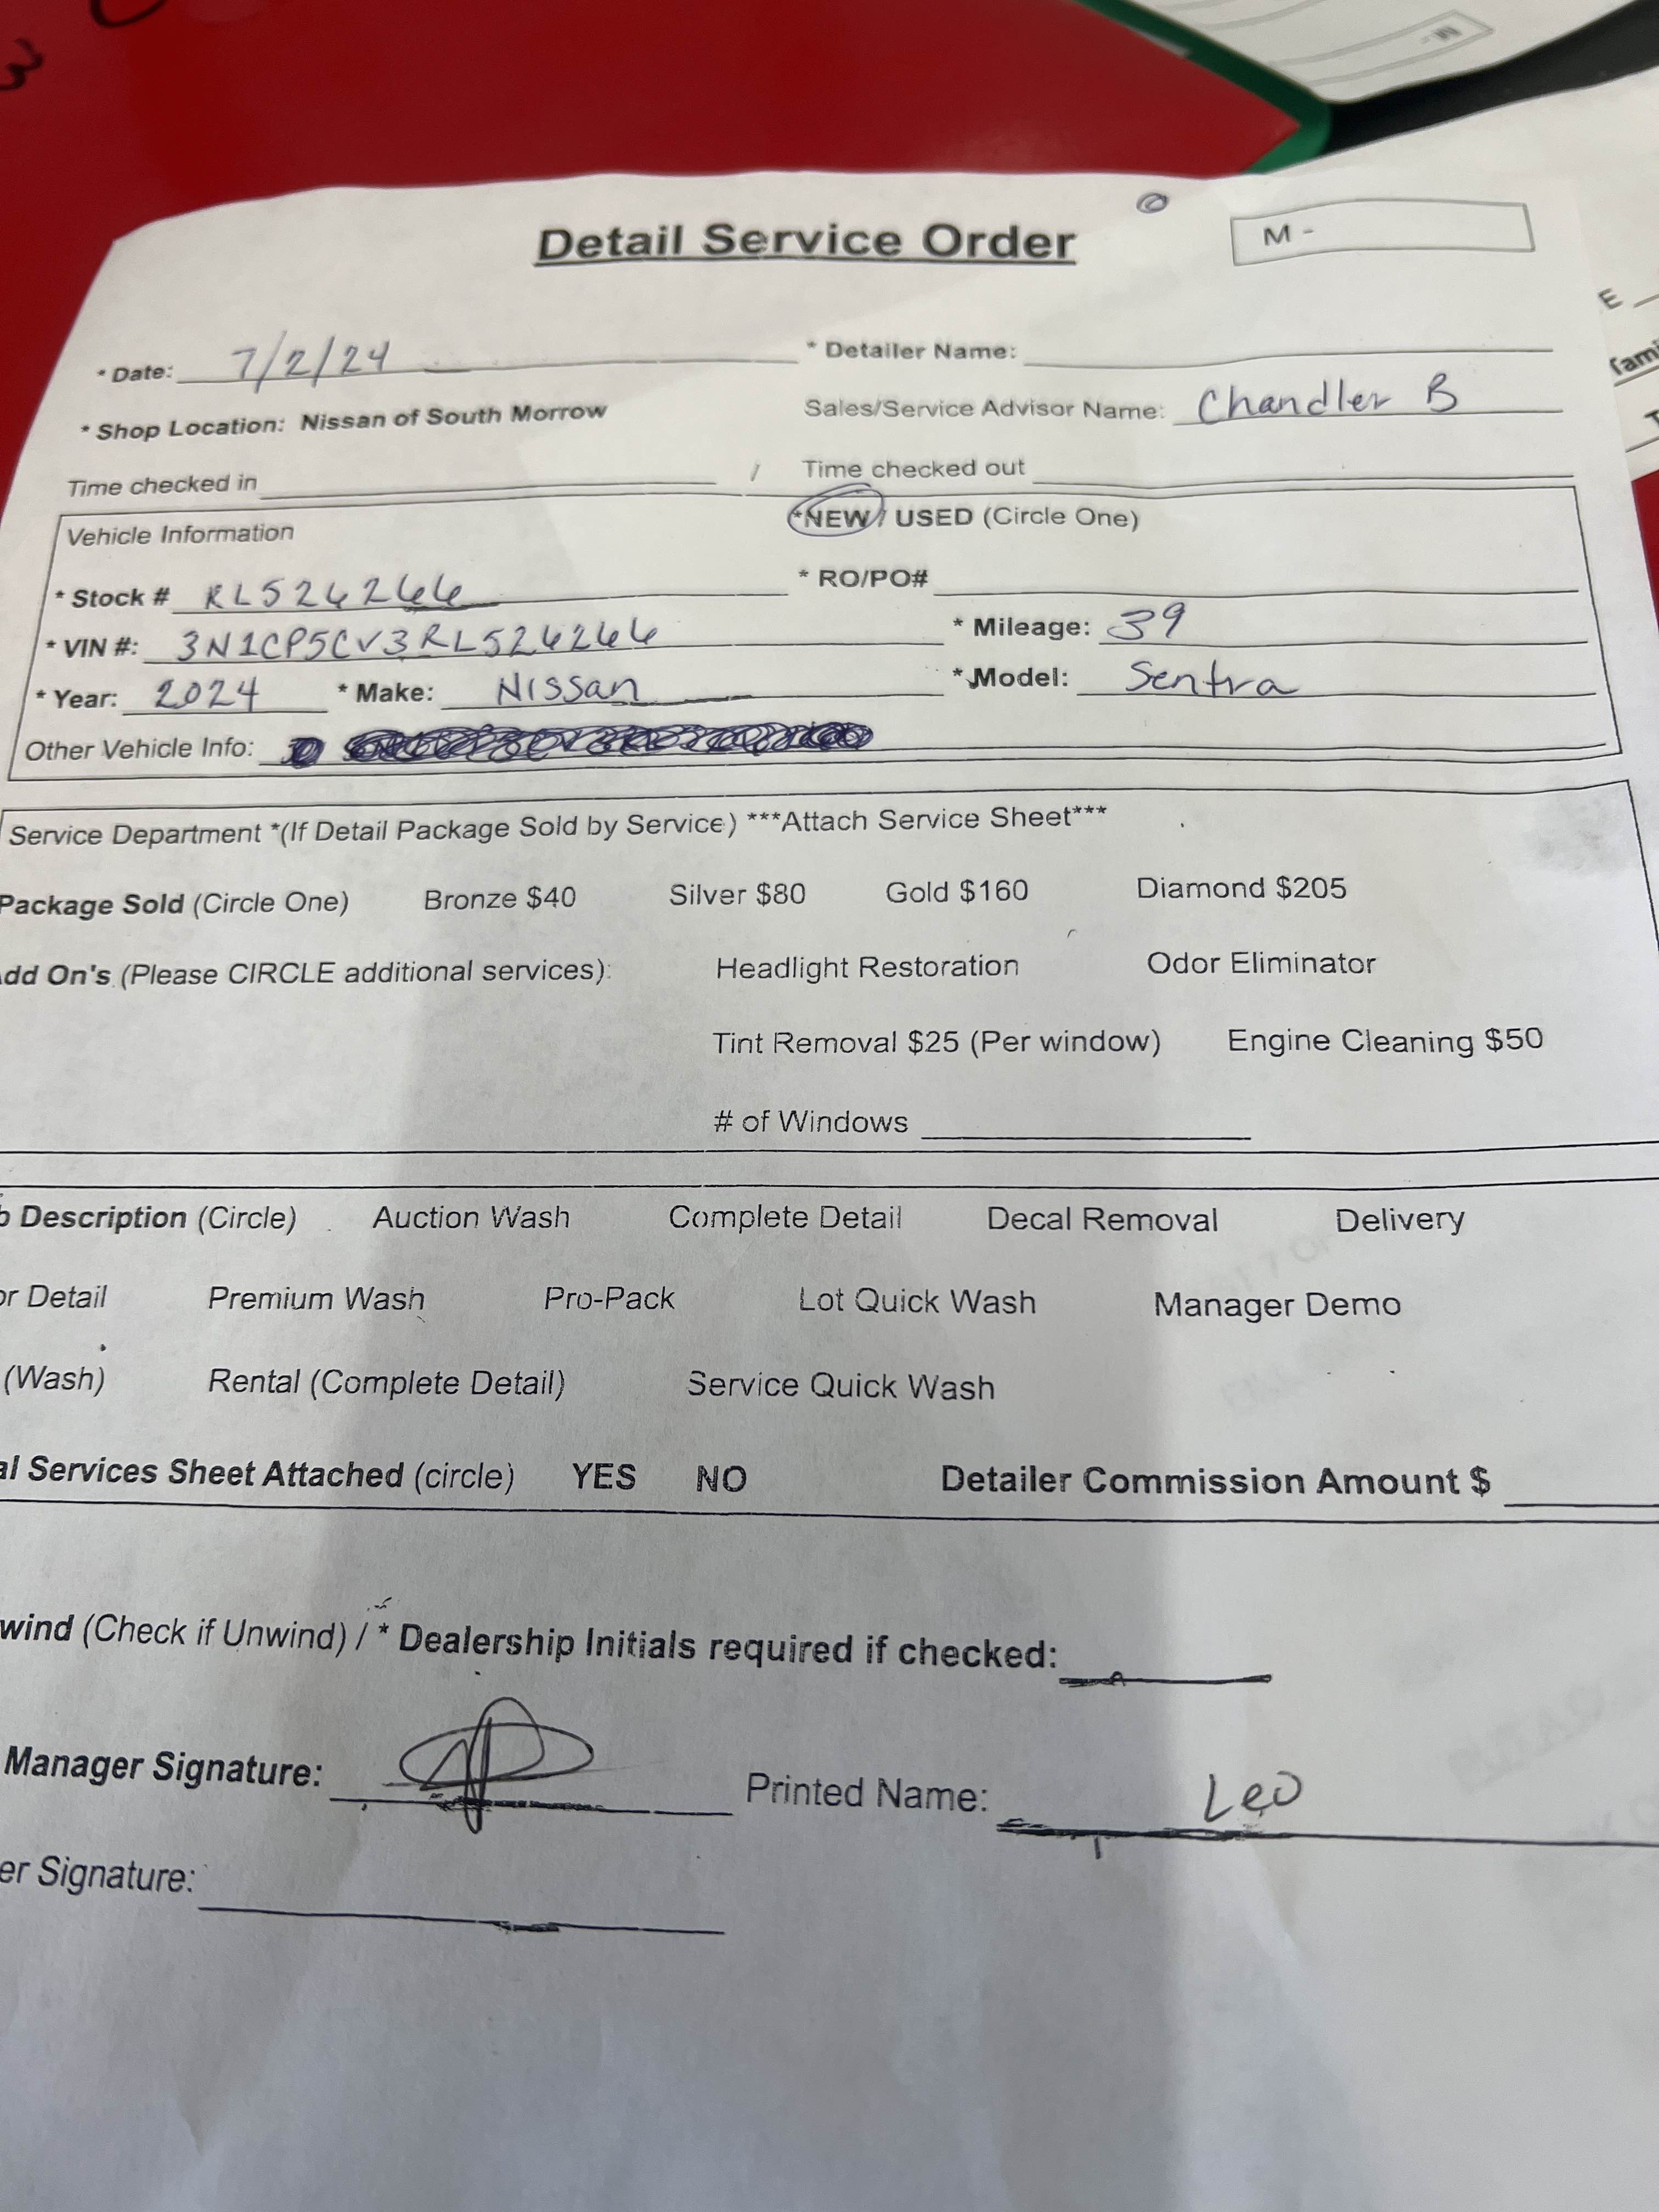 Detail Service Order
M -
* Date: 7/2/24
* Detailer Name:
* Shop Location: Nissan of South Morrow
Sales/Service Advisor Name: Chandler B
Time checked in / Time checked out
Vehicle Information
*NEW / USED (Circle One)
* Stock # RL526266
* RO/PO#
* VIN #: 3N1CP5CV3RL526266
* Mileage: 39
* Year: 2024 * Make: Nissan
* Model: Sentra
Other Vehicle Info:
Service Department *(If Detail Package Sold by Service) ***Attach Service Sheet***
Package Sold (Circle One) Bronze $40 Silver $80 Gold $160 Diamond $205
dd On's (Please CIRCLE additional services): Headlight Restoration Odor Eliminator
Tint Removal $25 (Per window) Engine Cleaning $50
# of Windows
b Description (Circle) Auction Wash Complete Detail Decal Removal Delivery
or Detail Premium Wash Pro-Pack Lot Quick Wash Manager Demo
(Wash) Rental (Complete Detail) Service Quick Wash
al Services Sheet Attached (circle) YES NO Detailer Commission Amount $
wind (Check if Unwind) / * Dealership Initials required if checked:
Manager Signature: Printed Name: Leo
er Signature: